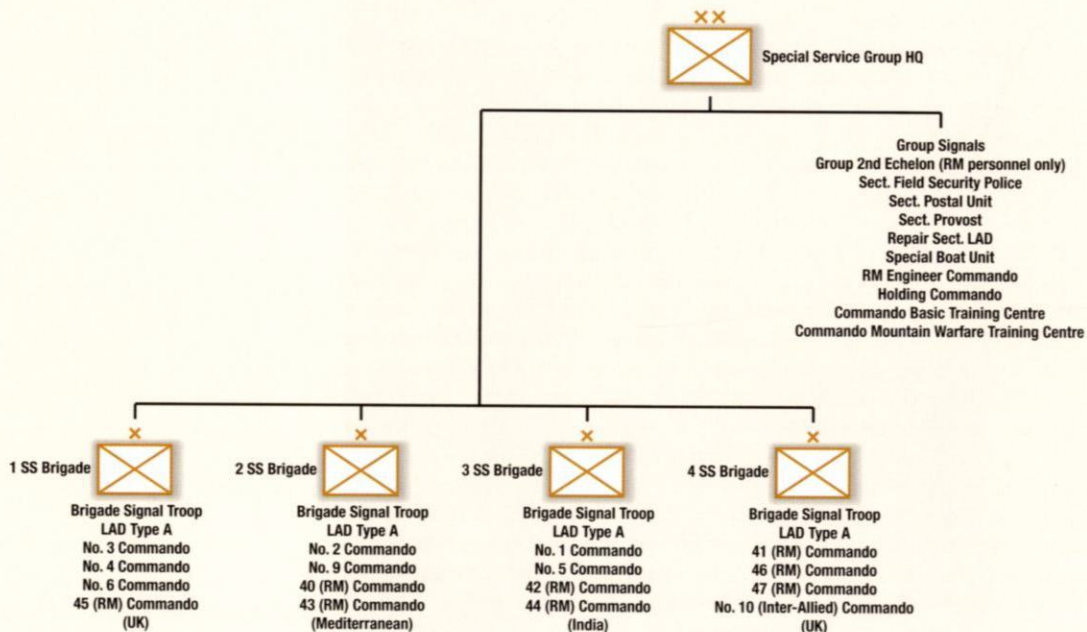 Special Service Group HQ
Group Signals
Group 2nd Echelon (RM personnel only)
Sect. Field Security Police
Sect. Postal Unit
Sect. Provost
Repair Sect. LAD
Special Boat Unit
RM Engineer Commando
Holding Commando
Commando Basic Training Centre
Commando Mountain Warfare Training Centre
1 SS Brigade
Brigade Signal Troop
LAD Type A
No. 3 Commando
No. 4 Commando
No. 6 Commando
45 (RM) Commando
(UK)
2 SS Brigade
Brigade Signal Troop
LAD Type A
No. 2 Commando
No. 9 Commando
40 (RM) Commando
43 (RM) Commando
(Mediterranean)
3 SS Brigade
Brigade Signal Troop
LAD Type A
No. 1 Commando
No. 5 Commando
42 (RM) Commando
44 (RM) Commando
(India)
4 SS Brigade
Brigade Signal Troop
LAD Type A
41 (RM) Commando
46 (RM) Commando
47 (RM) Commando
No. 10 (Inter-Allied) Commando
(UK)